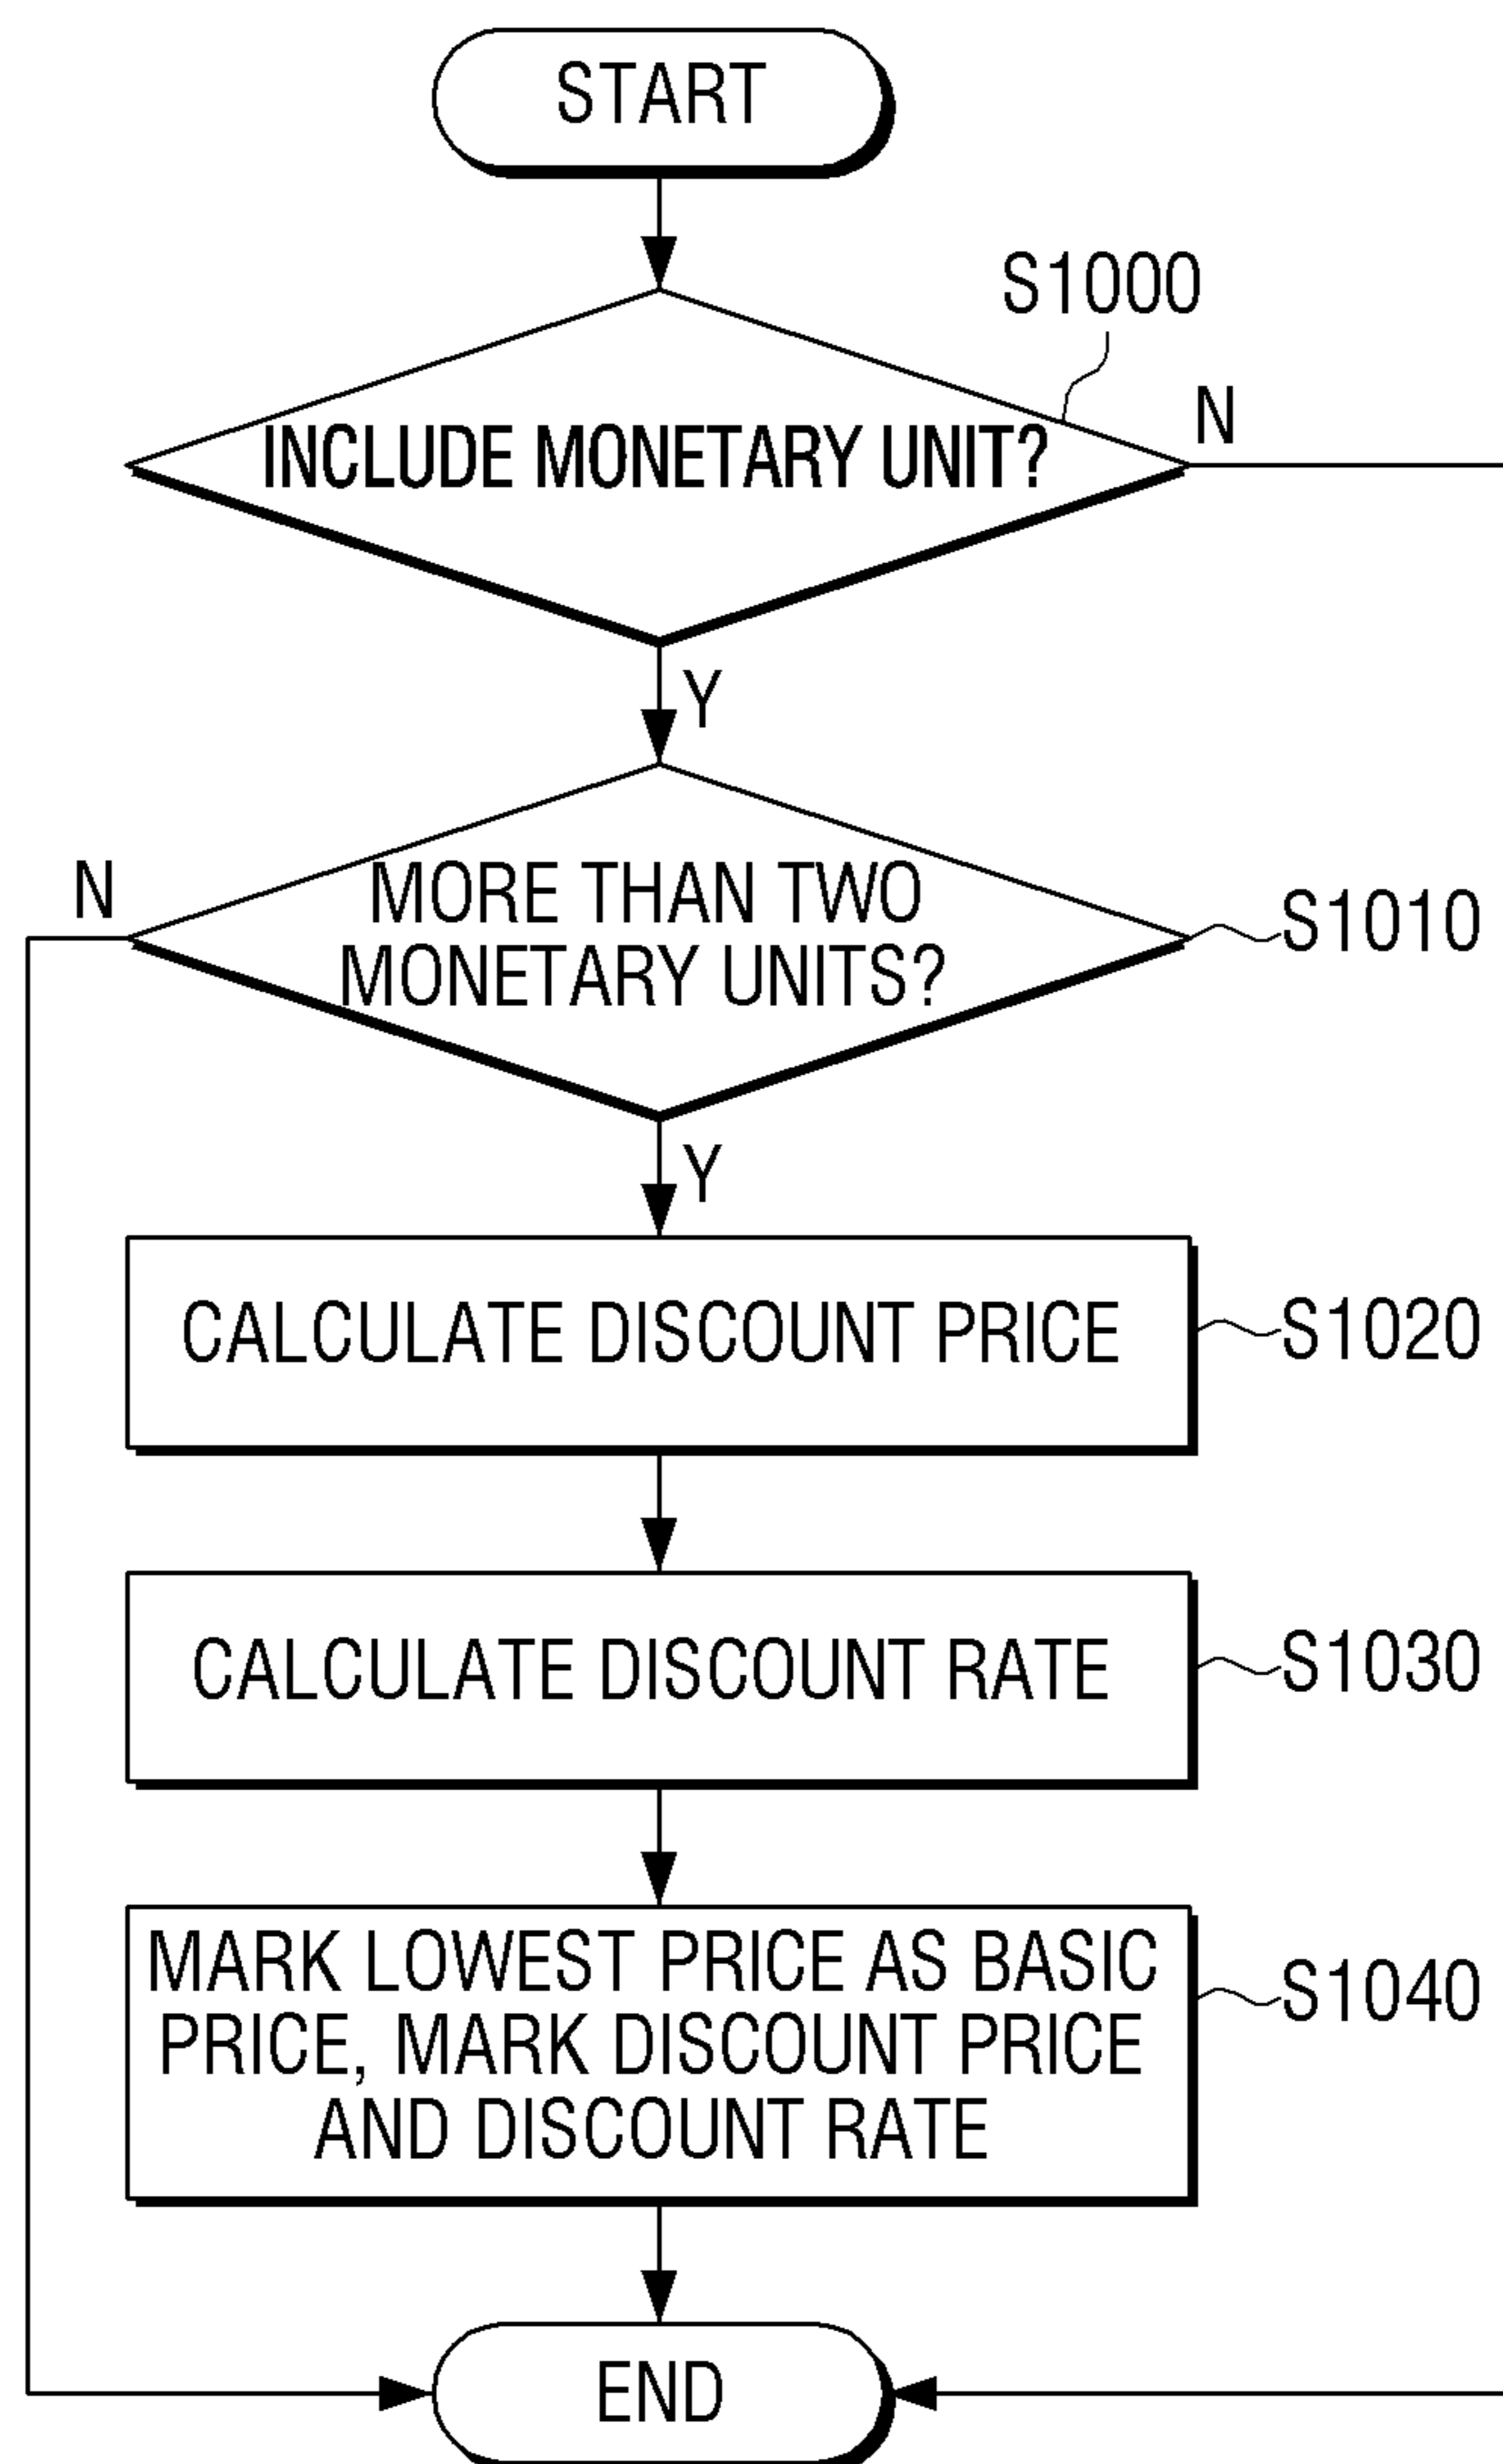 START
S1000
INCLUDE MONETARY UNIT?
N
Y
N
MORE THAN TWO
MONETARY UNITS?
S1010
Y
CALCULATE DISCOUNT PRICE
S1020
CALCULATE DISCOUNT RATE
S1030
MARK LOWEST PRICE AS BASIC
PRICE, MARK DISCOUNT PRICE
AND DISCOUNT RATE
S1040
END